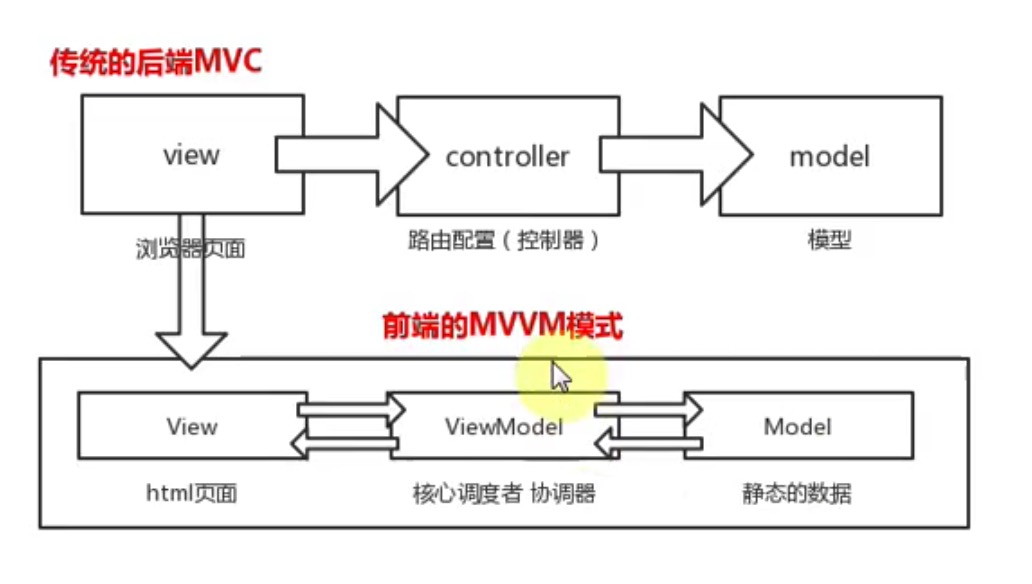 传统的后端MVC
view
controller
model
浏览器页面
路由配置（控制器）
模型
前端的MVVM模式
View
ViewModel
Model
html页面
核心调度者 协调器
静态的数据